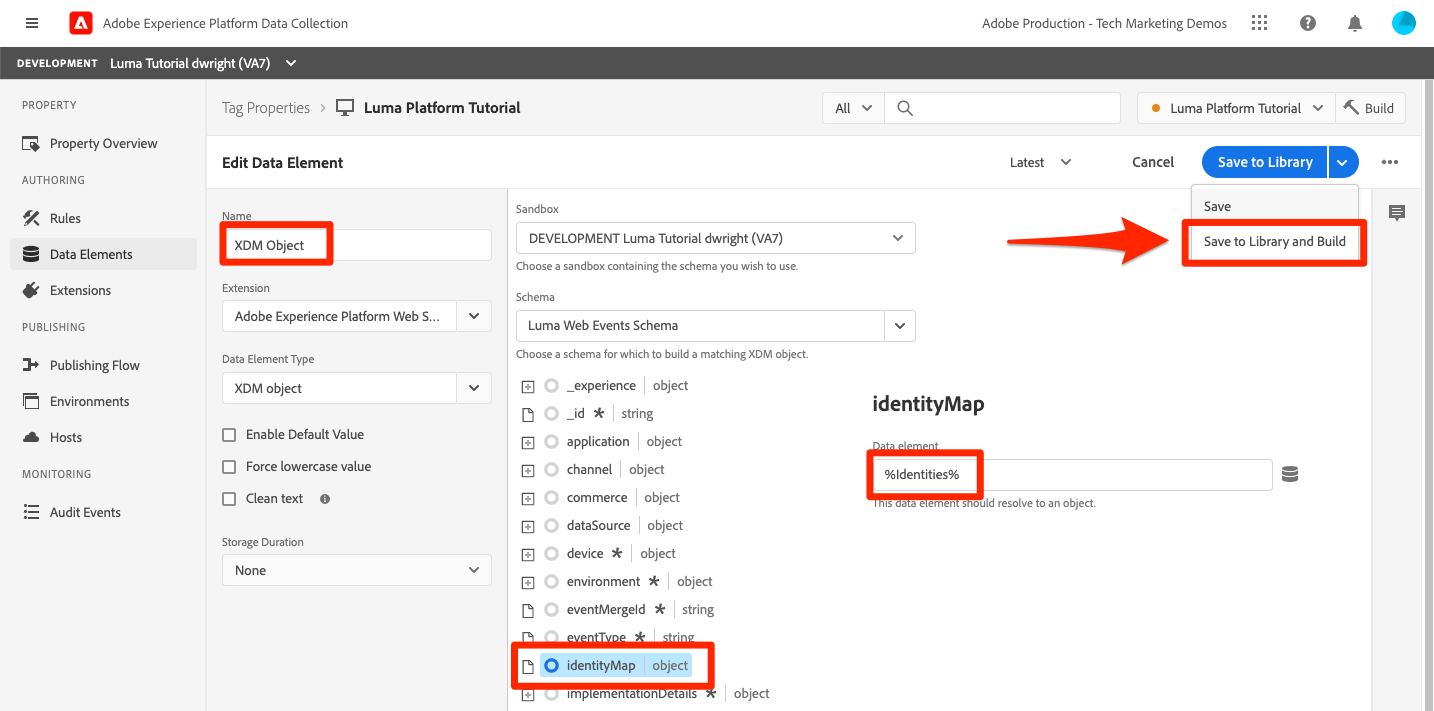 Adobe Experience Platform Data Collection
Adobe Production - Tech Marketing Demos
DEVELOPMENT Luma Tutorial dwright (VA7)
PROPERTY
Property Overview
AUTHORING
Rules
Data Elements
Extensions
PUBLISHING
Publishing Flow
Environments
Hosts
MONITORING
Audit Events
Tag Properties > Luma Platform Tutorial
All
Luma Platform Tutorial
Build
Edit Data Element
Latest
Cancel
Save to Library
Save
Save to Library and Build
Name
XDM Object
Extension
Adobe Experience Platform Web S...
Data Element Type
XDM object
Enable Default Value
Force lowercase value
Clean text
Storage Duration
None
Sandbox
DEVELOPMENT Luma Tutorial dwright (VA7)
Choose a sandbox containing the schema you wish to use.
Schema
Luma Web Events Schema
Choose a schema for which to build a matching XDM object.
_experience object
_id * string
application object
channel object
commerce object
dataSource object
device * object
environment * object
eventMergeId * string
eventType * string
identityMap object
implementationDetails * object
identityMap
Data element
%Identities%
This data element should resolve to an object.